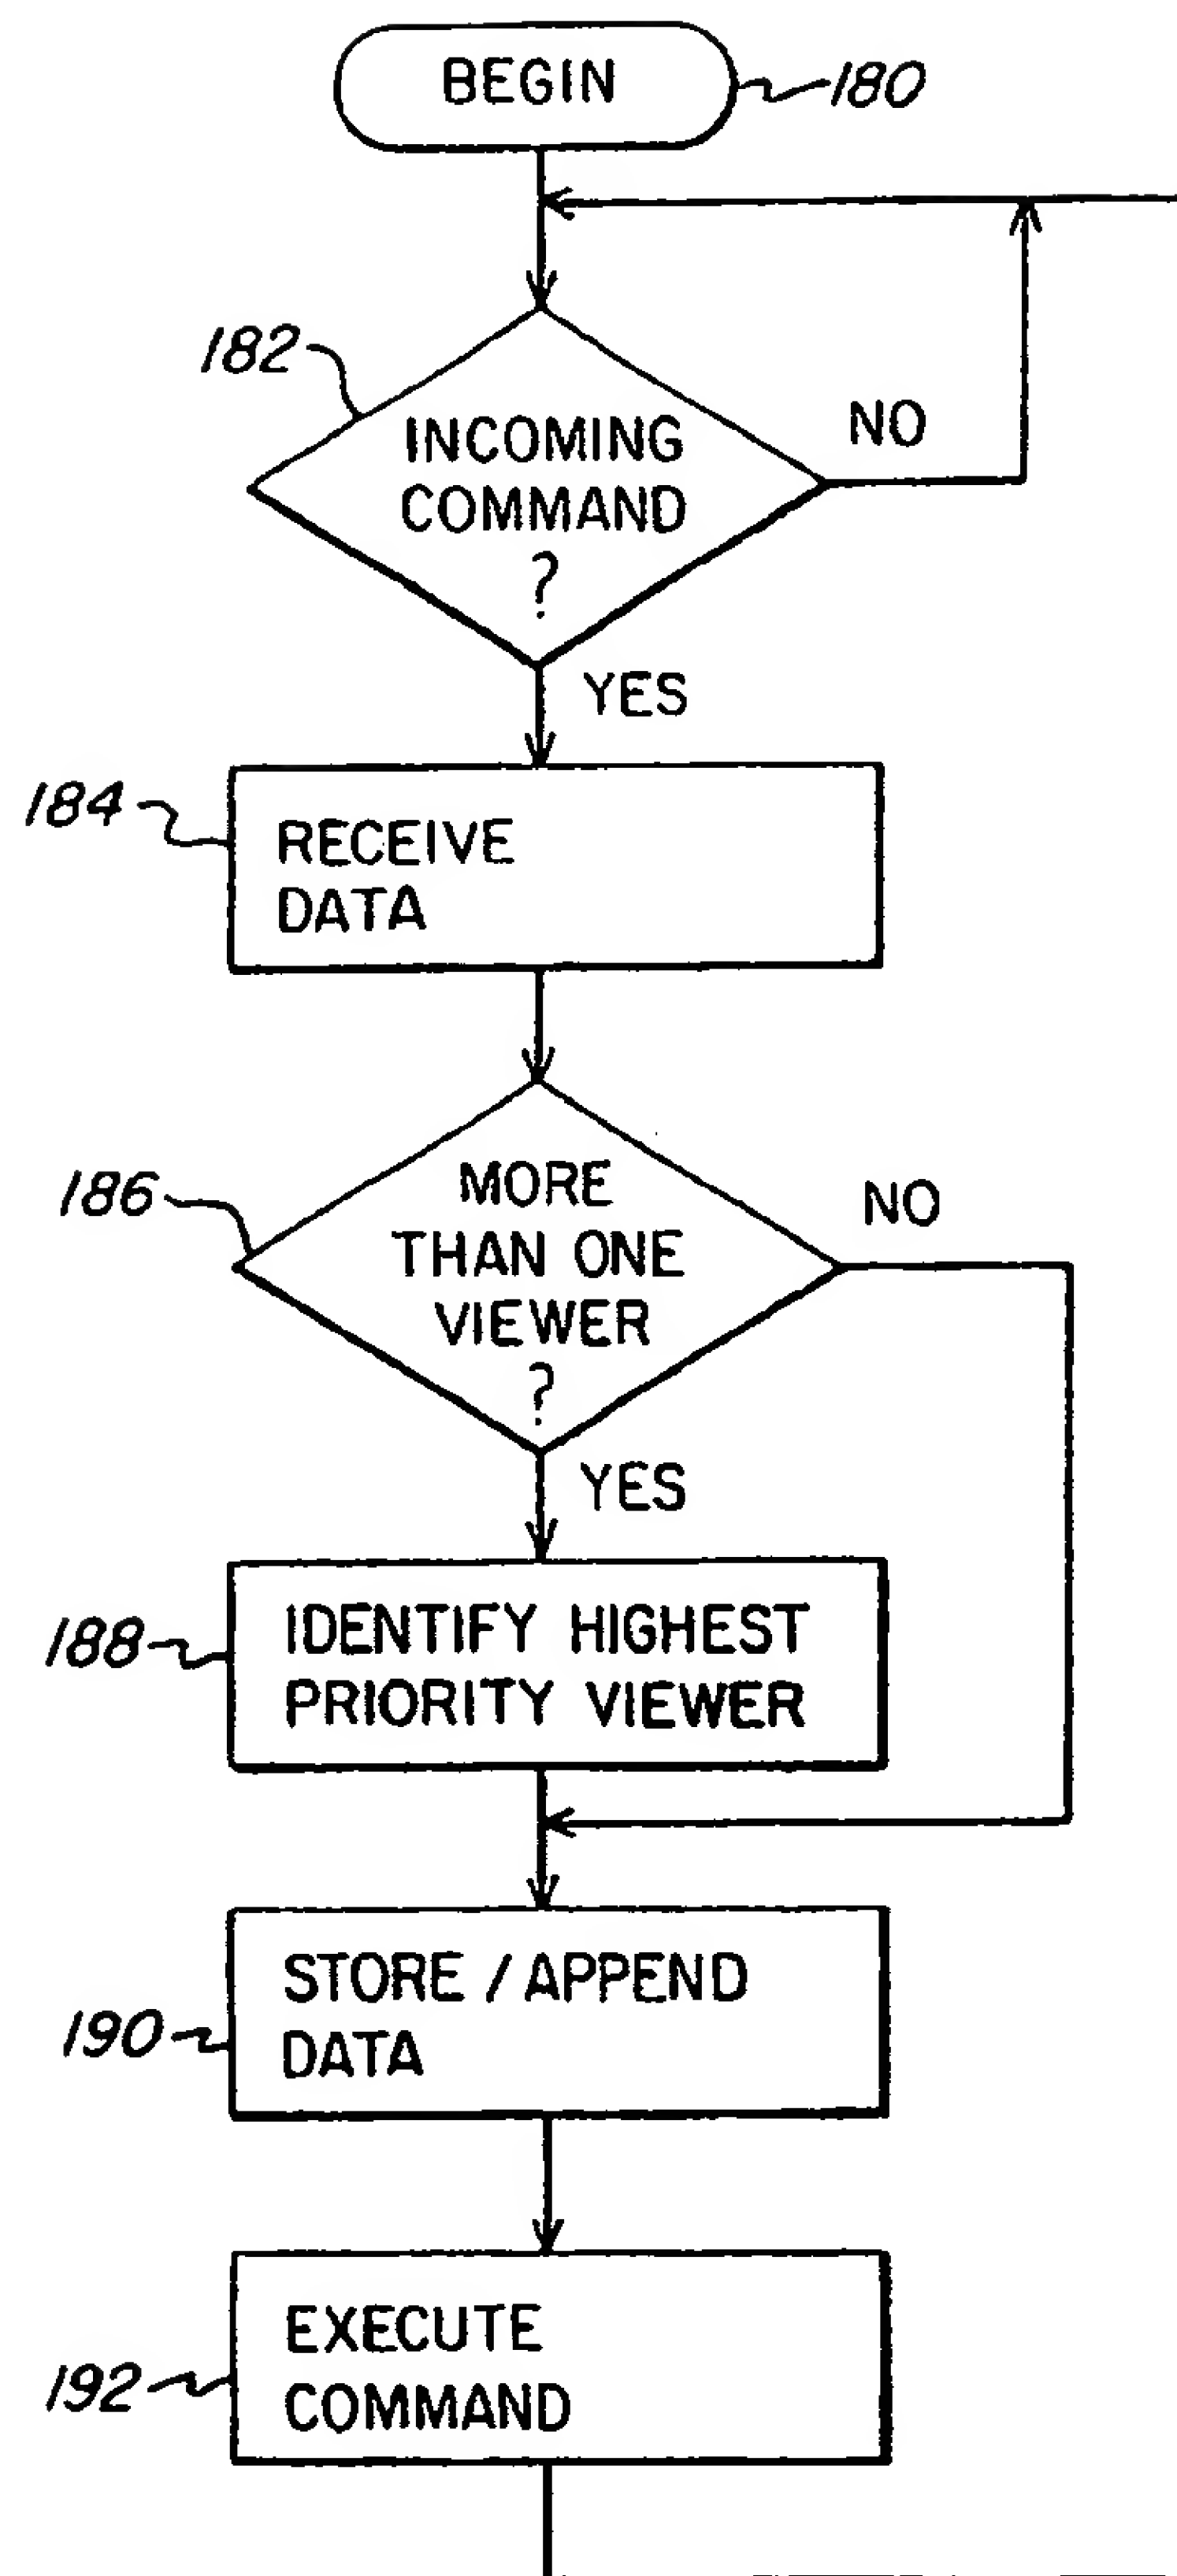 BEGIN
180
182
INCOMING
COMMAND
?
NO
YES
184
RECEIVE
DATA
186
MORE
THAN ONE
VIEWER
?
NO
YES
188
IDENTIFY HIGHEST
PRIORITY VIEWER
190
STORE / APPEND
DATA
192
EXECUTE
COMMAND